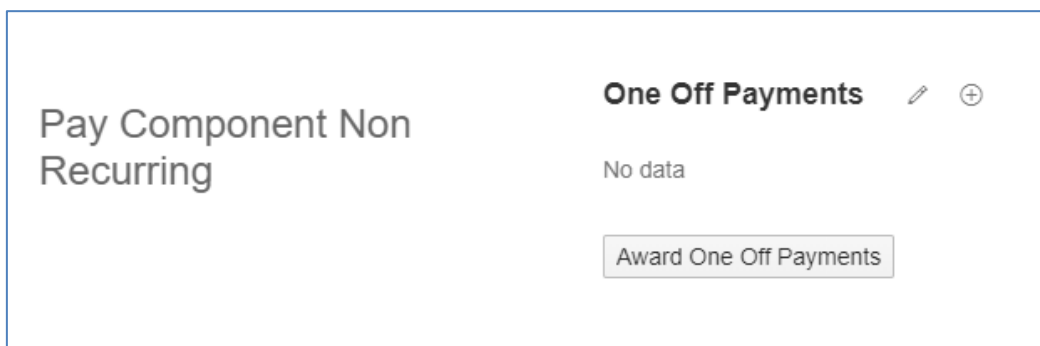 Pay Component Non
Recurring
One Off Payments
No data
Award One Off Payments